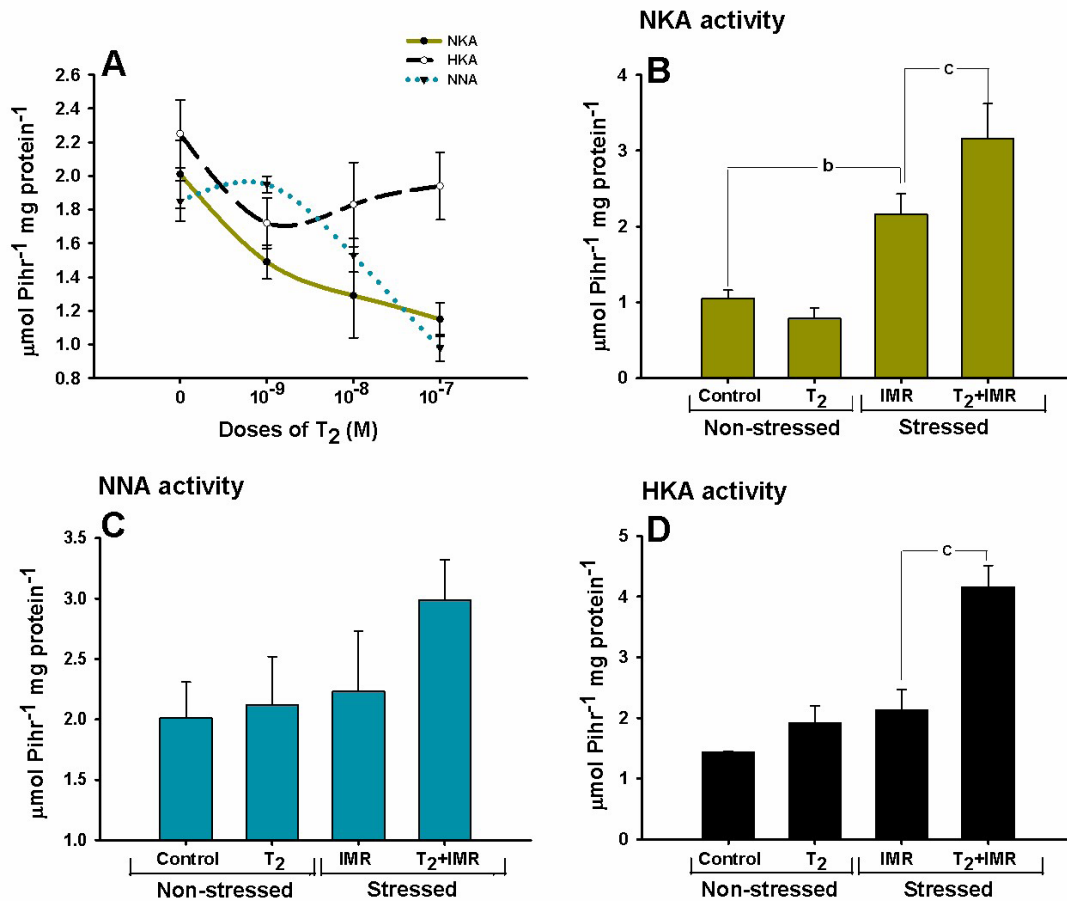 NKA activity
A
NKA
HKA
NNA
2.6
2.4
2.2
2.0
1.8
1.6
1.4
1.2
1.0
0.8
μmol Pihr⁻¹ mg protein⁻¹
0 10⁻⁹ 10⁻⁸ 10⁻⁷
Doses of T₂ (M)
B
4
3
2
1
0
μmol Pihr⁻¹ mg protein⁻¹
b
c
Control T₂ IMR T₂+IMR
Non-stressed Stressed
NNA activity
C
3.5
3.0
2.5
2.0
1.5
1.0
μmol Pihr⁻¹ mg protein⁻¹
Control T₂ IMR T₂+IMR
Non-stressed Stressed
HKA activity
D
5
4
3
2
1
0
μmol Pihr⁻¹ mg protein⁻¹
c
Control T₂ IMR T₂+IMR
Non-stressed Stressed